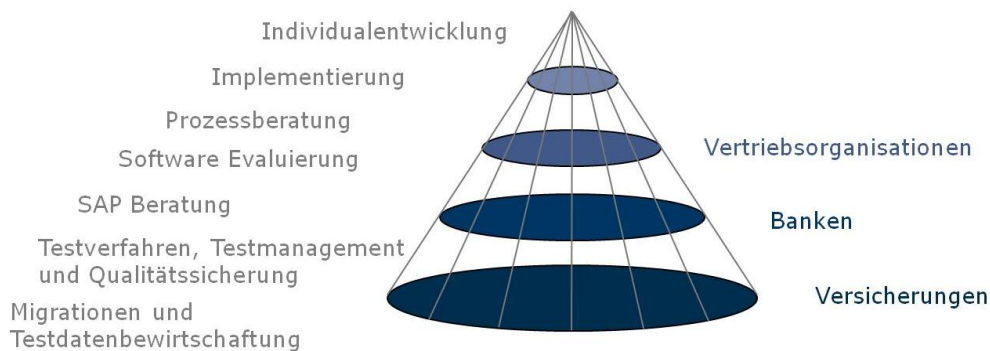 Individualentwicklung
Implementierung
Prozessberatung
Software Evaluierung
SAP Beratung
Testverfahren, Testmanagement
und Qualitätssicherung
Migrationen und
Testdatenbewirtschaftung
Vertriebsorganisationen
Banken
Versicherungen